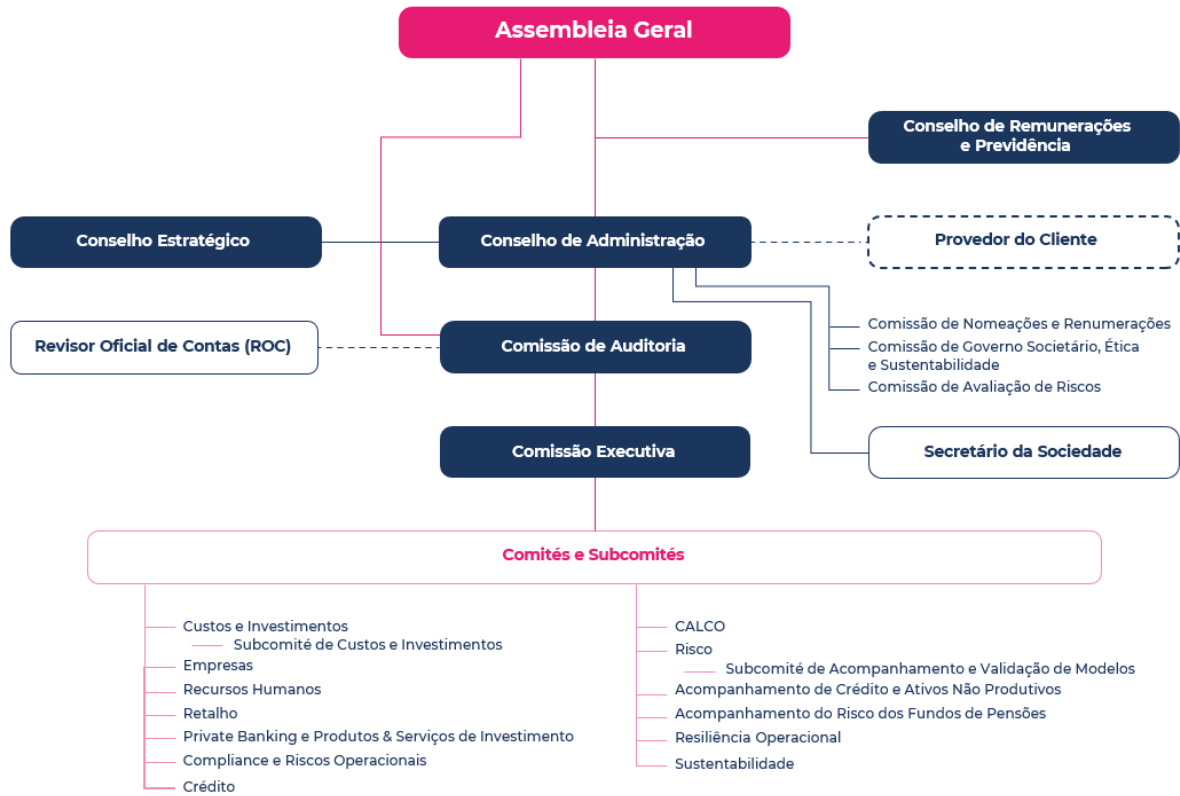 Assembleia Geral
Conselho de Remunerações
e Previdência
Conselho Estratégico
Conselho de Administração
Provedor do Cliente
Revisor Oficial de Contas (ROC)
Comissão de Auditoria
Comissão de Nomeações e Renumerações
Comissão de Governo Societário, Ética
e Sustentabilidade
Comissão de Avaliação de Riscos
Comissão Executiva
Secretário da Sociedade
Comités e Subcomités
Custos e Investimentos
Subcomité de Custos e Investimentos
Empresas
Recursos Humanos
Retalho
Private Banking e Produtos & Serviços de Investimento
Compliance e Riscos Operacionais
Crédito
CALCO
Risco
Subcomité de Acompanhamento e Validação de Modelos
Acompanhamento de Crédito e Ativos Não Produtivos
Acompanhamento do Risco dos Fundos de Pensões
Resiliência Operacional
Sustentabilidade